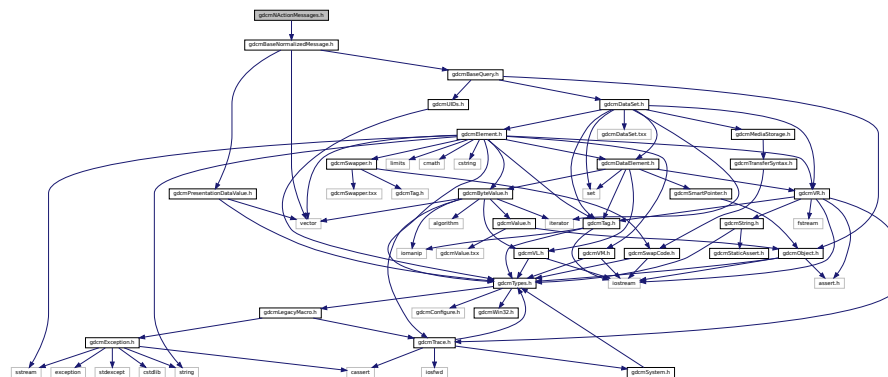 gdcmNActionMessages.h
gdcmBaseNormalizedMessage.h
gdcmBaseQuery.h
gdcmUIDs.h
gdcmDataSet.h
gdcmElement.h
gdcmDataSet.txx
gdcmMediaStorage.h
gdcmSwapper.h
limits
cmath
cstring
gdcmDataElement.h
gdcmTransferSyntax.h
gdcmPresentationDataValue.h
gdcmSwapper.txx
gdcmTag.h
gdcmByteValue.h
set
gdcmSmartPointer.h
gdcmVR.h
vector
algorithm
gdcmValue.h
iterator
gdcmTag.h
gdcmString.h
fstream
iomanip
gdcmValue.txx
gdcmVL.h
gdcmVM.h
gdcmSwapCode.h
gdcmStaticAssert.h
gdcmObject.h
gdcmTypes.h
iostream
assert.h
gdcmLegacyMacro.h
gdcmConfigure.h
gdcmWin32.h
gdcmException.h
gdcmTrace.h
sstream
exception
stdexcept
cstdlib
string
cassert
iosfwd
gdcmSystem.h